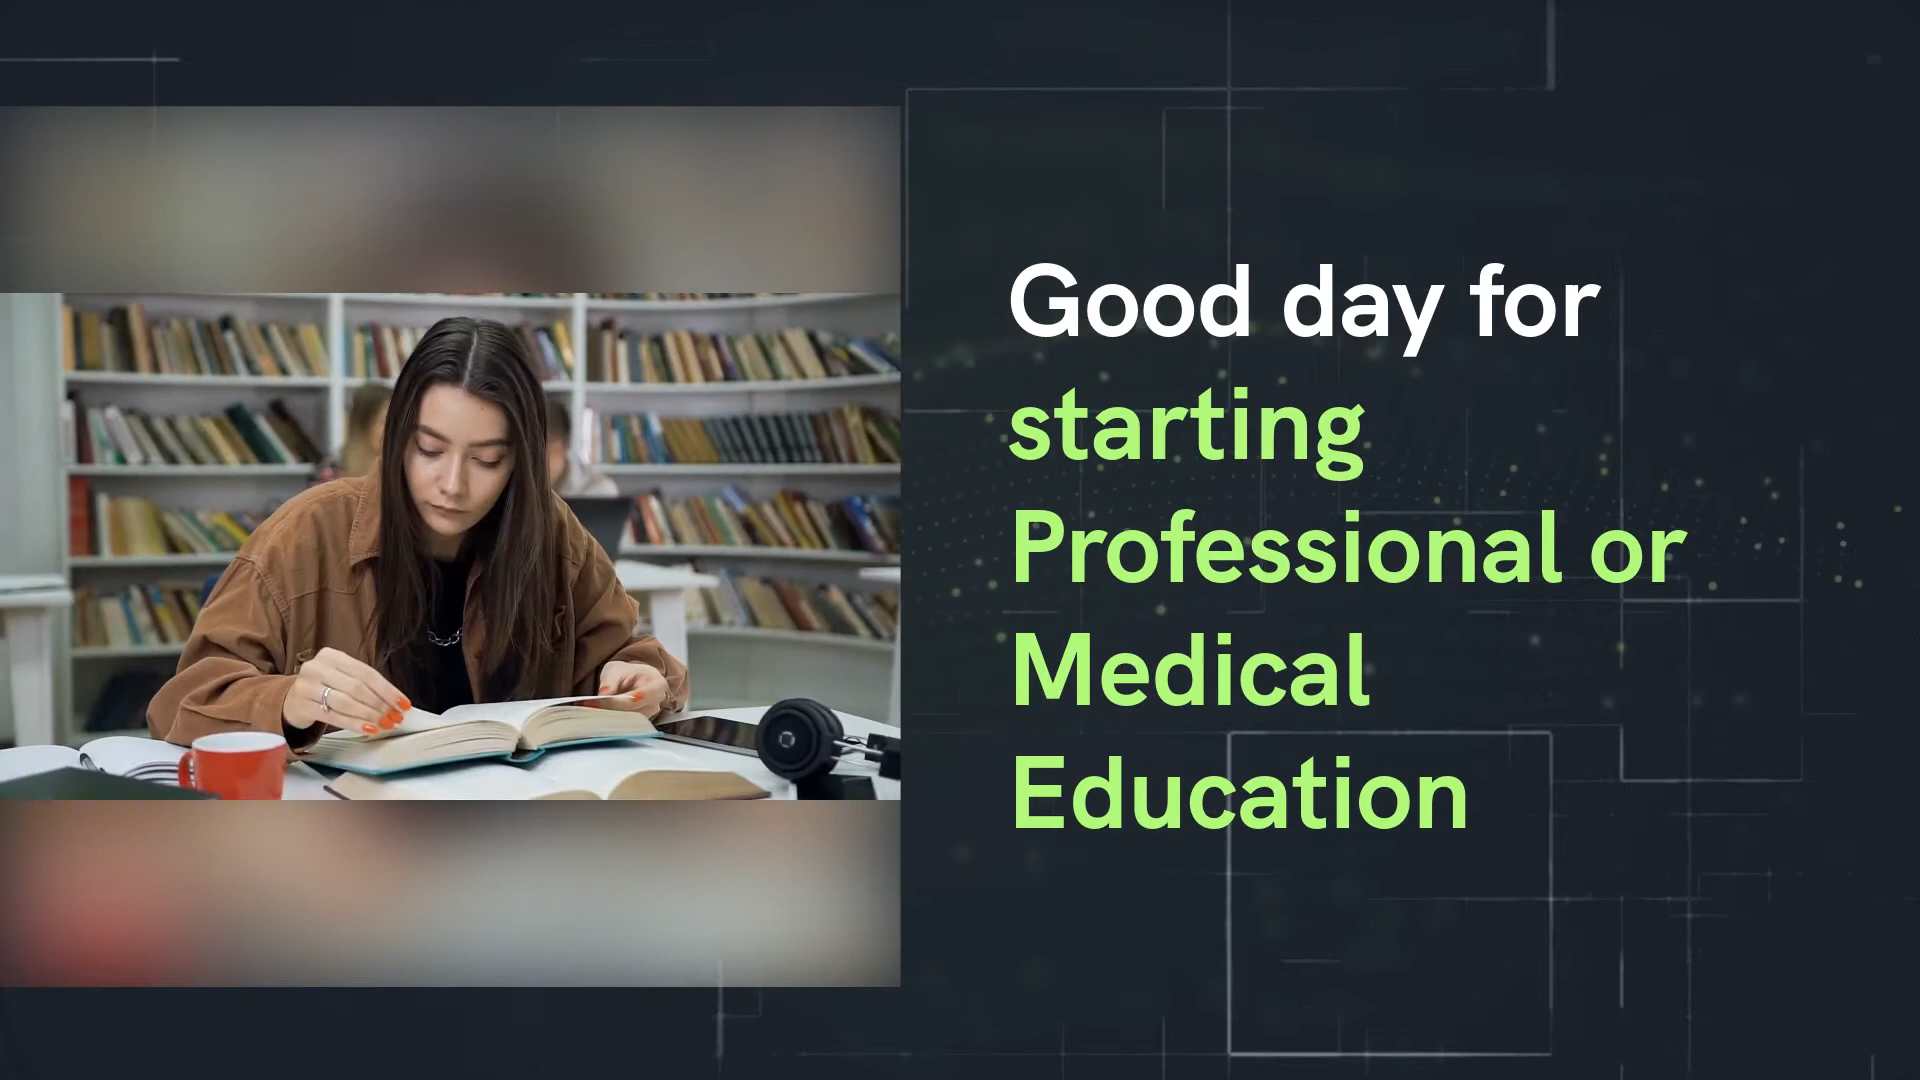 Good day for
starting
Professional or
Medical
Education